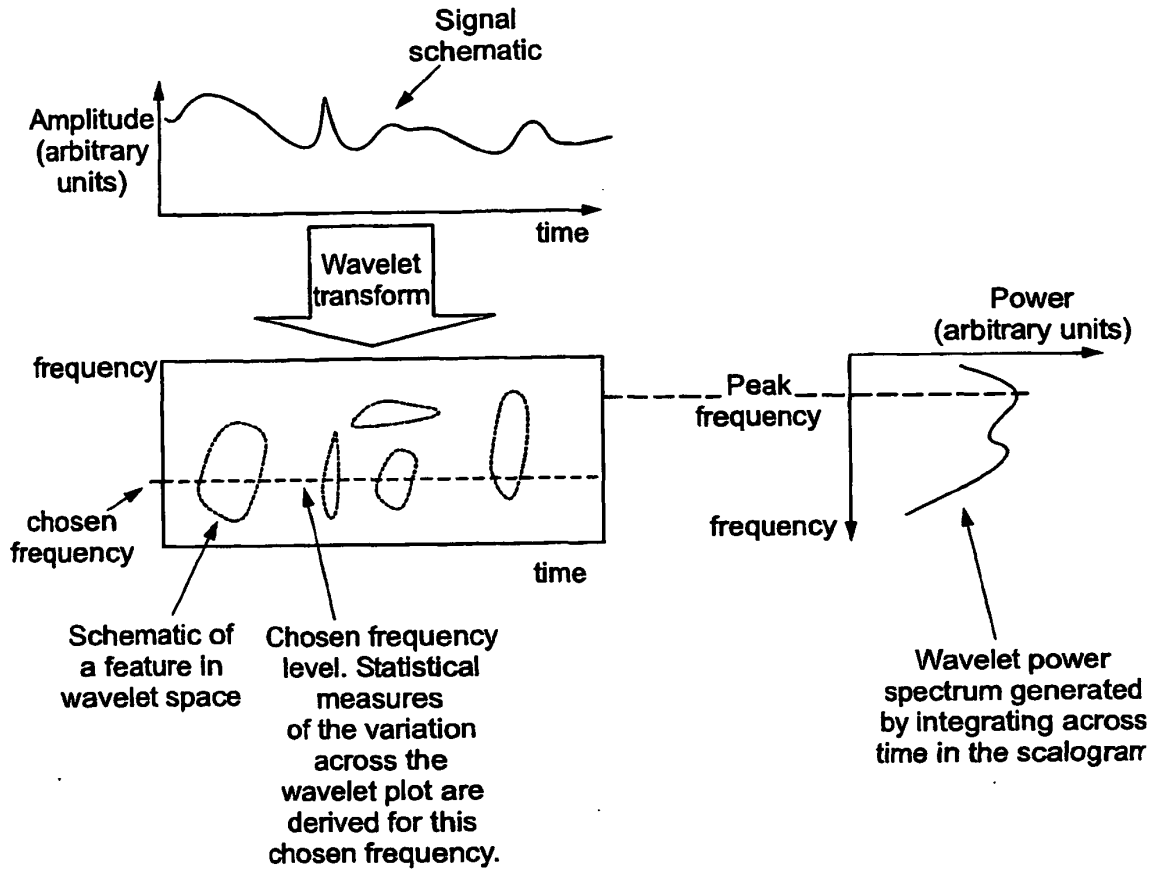 Signal
schematic
Amplitude
(arbitrary
units)
time
Wavelet
transform
Power
(arbitrary units)
frequency
Peak
frequency
chosen
frequency
frequency
time
Schematic of
a feature in
wavelet space
Chosen frequency
level. Statistical
measures
of the variation
across the
wavelet plot are
derived for this
chosen frequency.
Wavelet power
spectrum generated
by integrating across
time in the scalogram